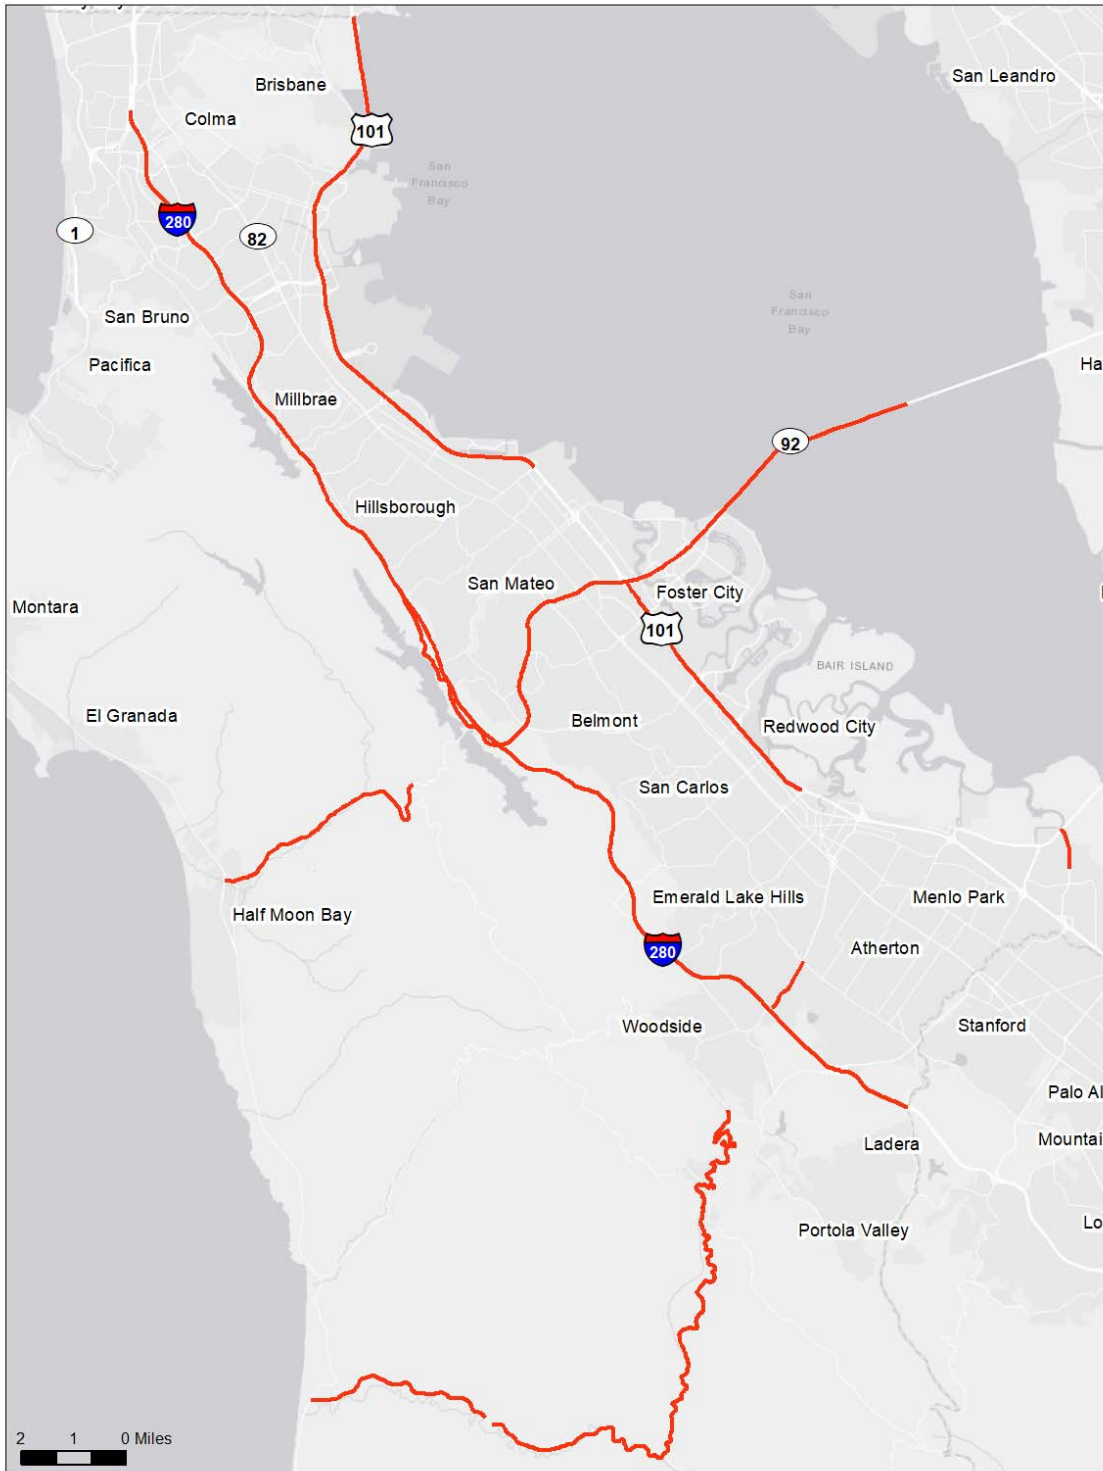 San Leandro
Brisbane
Colma
101
San
Francisco
Bay
280
1
82
San
Francisco
Bay
San Bruno
Pacifica
Ha
Millbrae
92
Hillsborough
San Mateo
Foster City
Montara
101
BAIR ISLAND
El Granada
Belmont
Redwood City
San Carlos
Emerald Lake Hills
Menlo Park
Half Moon Bay
Atherton
280
Woodside
Stanford
Palo Al
Ladera
Mountai
Lo
Portola Valley
2 1 0 Miles